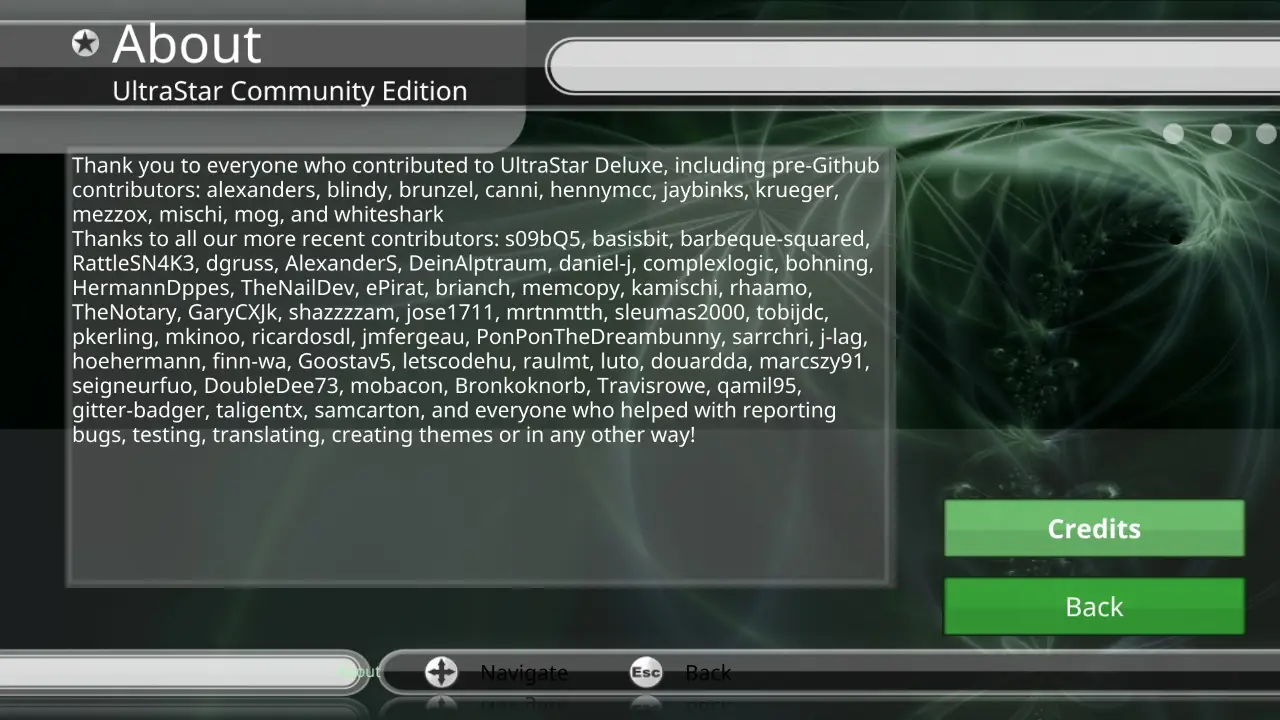 About
UltraStar Community Edition
Thank you to everyone who contributed to UltraStar Deluxe, including pre-Github
contributors: alexanders, blindy, brunzel, canni, hennymcc, jaybinks, krueger,
mezzox, mischi, mog, and whiteshark
Thanks to all our more recent contributors: s09bQ5, basisbit, barbeque-squared,
RattleSN4K3, dgruss, AlexanderS, DeinAlptraum, daniel-j, complexlogic, bohning,
HermannDppes, TheNailDev, ePirat, brianch, memcopy, kamischi, rhaamo,
TheNotary, GaryCXJk, shazzzzam, jose1711, mrtnmtth, sleumas2000, tobijdc,
pkerling, mkinoo, ricardosdl, jmfergeau, PonPonTheDreambunny, sarrchri, j-lag,
hoehermann, finn-wa, Goostav5, letscodehu, raulmt, luto, douardda, marcszy91,
seigneurfuo, DoubleDee73, mobacon, Bronkoknorb, Travisrowe, qamil95,
gitter-badger, taligentx, samcarton, and everyone who helped with reporting
bugs, testing, translating, creating themes or in any other way!
Credits
Back
About Navigate Esc Back